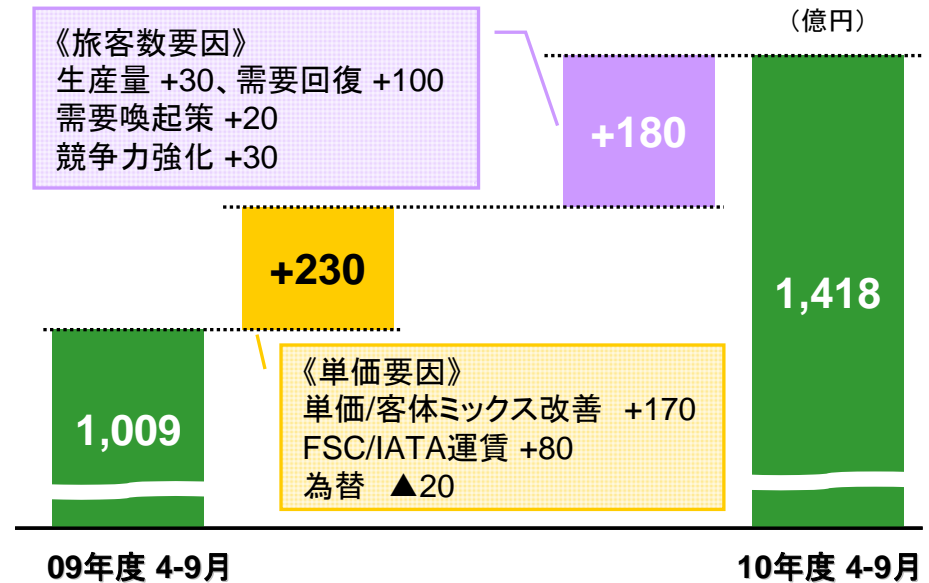 （億円）
《旅客数要因》
生産量 +30、需要回復 +100
需要喚起策 +20
競争力強化 +30
+180
+230
1,418
《単価要因》
単価/客体ミックス改善 +170
FSC/IATA運賃 +80
為替 ▲20
1,009
09年度 4-9月
10年度 4-9月